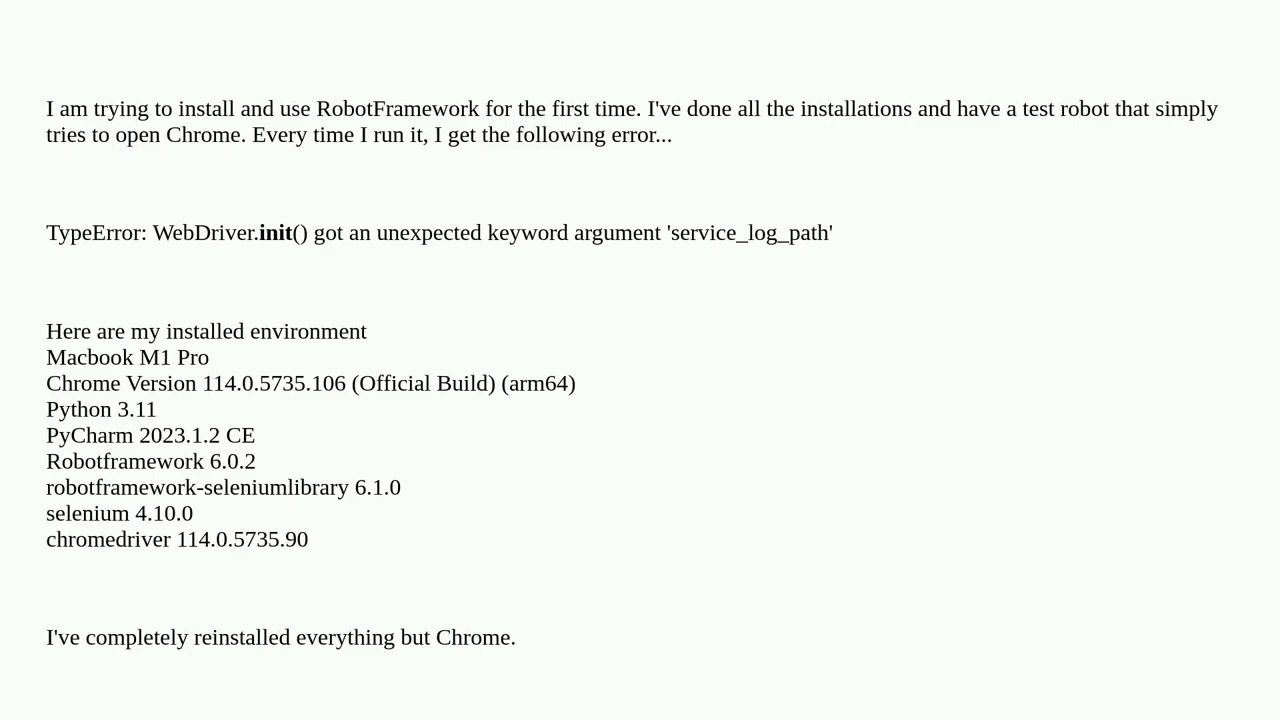 I am trying to install and use RobotFramework for the first time. I've done all the installations and have a test robot that simply
tries to open Chrome. Every time I run it, I get the following error...
TypeError: WebDriver.init() got an unexpected keyword argument 'service_log_path'
Here are my installed environment
Macbook M1 Pro
Chrome Version 114.0.5735.106 (Official Build) (arm64)
Python 3.11
PyCharm 2023.1.2 CE
Robotframework 6.0.2
robotframework-seleniumlibrary 6.1.0
selenium 4.10.0
chromedriver 114.0.5735.90
I've completely reinstalled everything but Chrome.